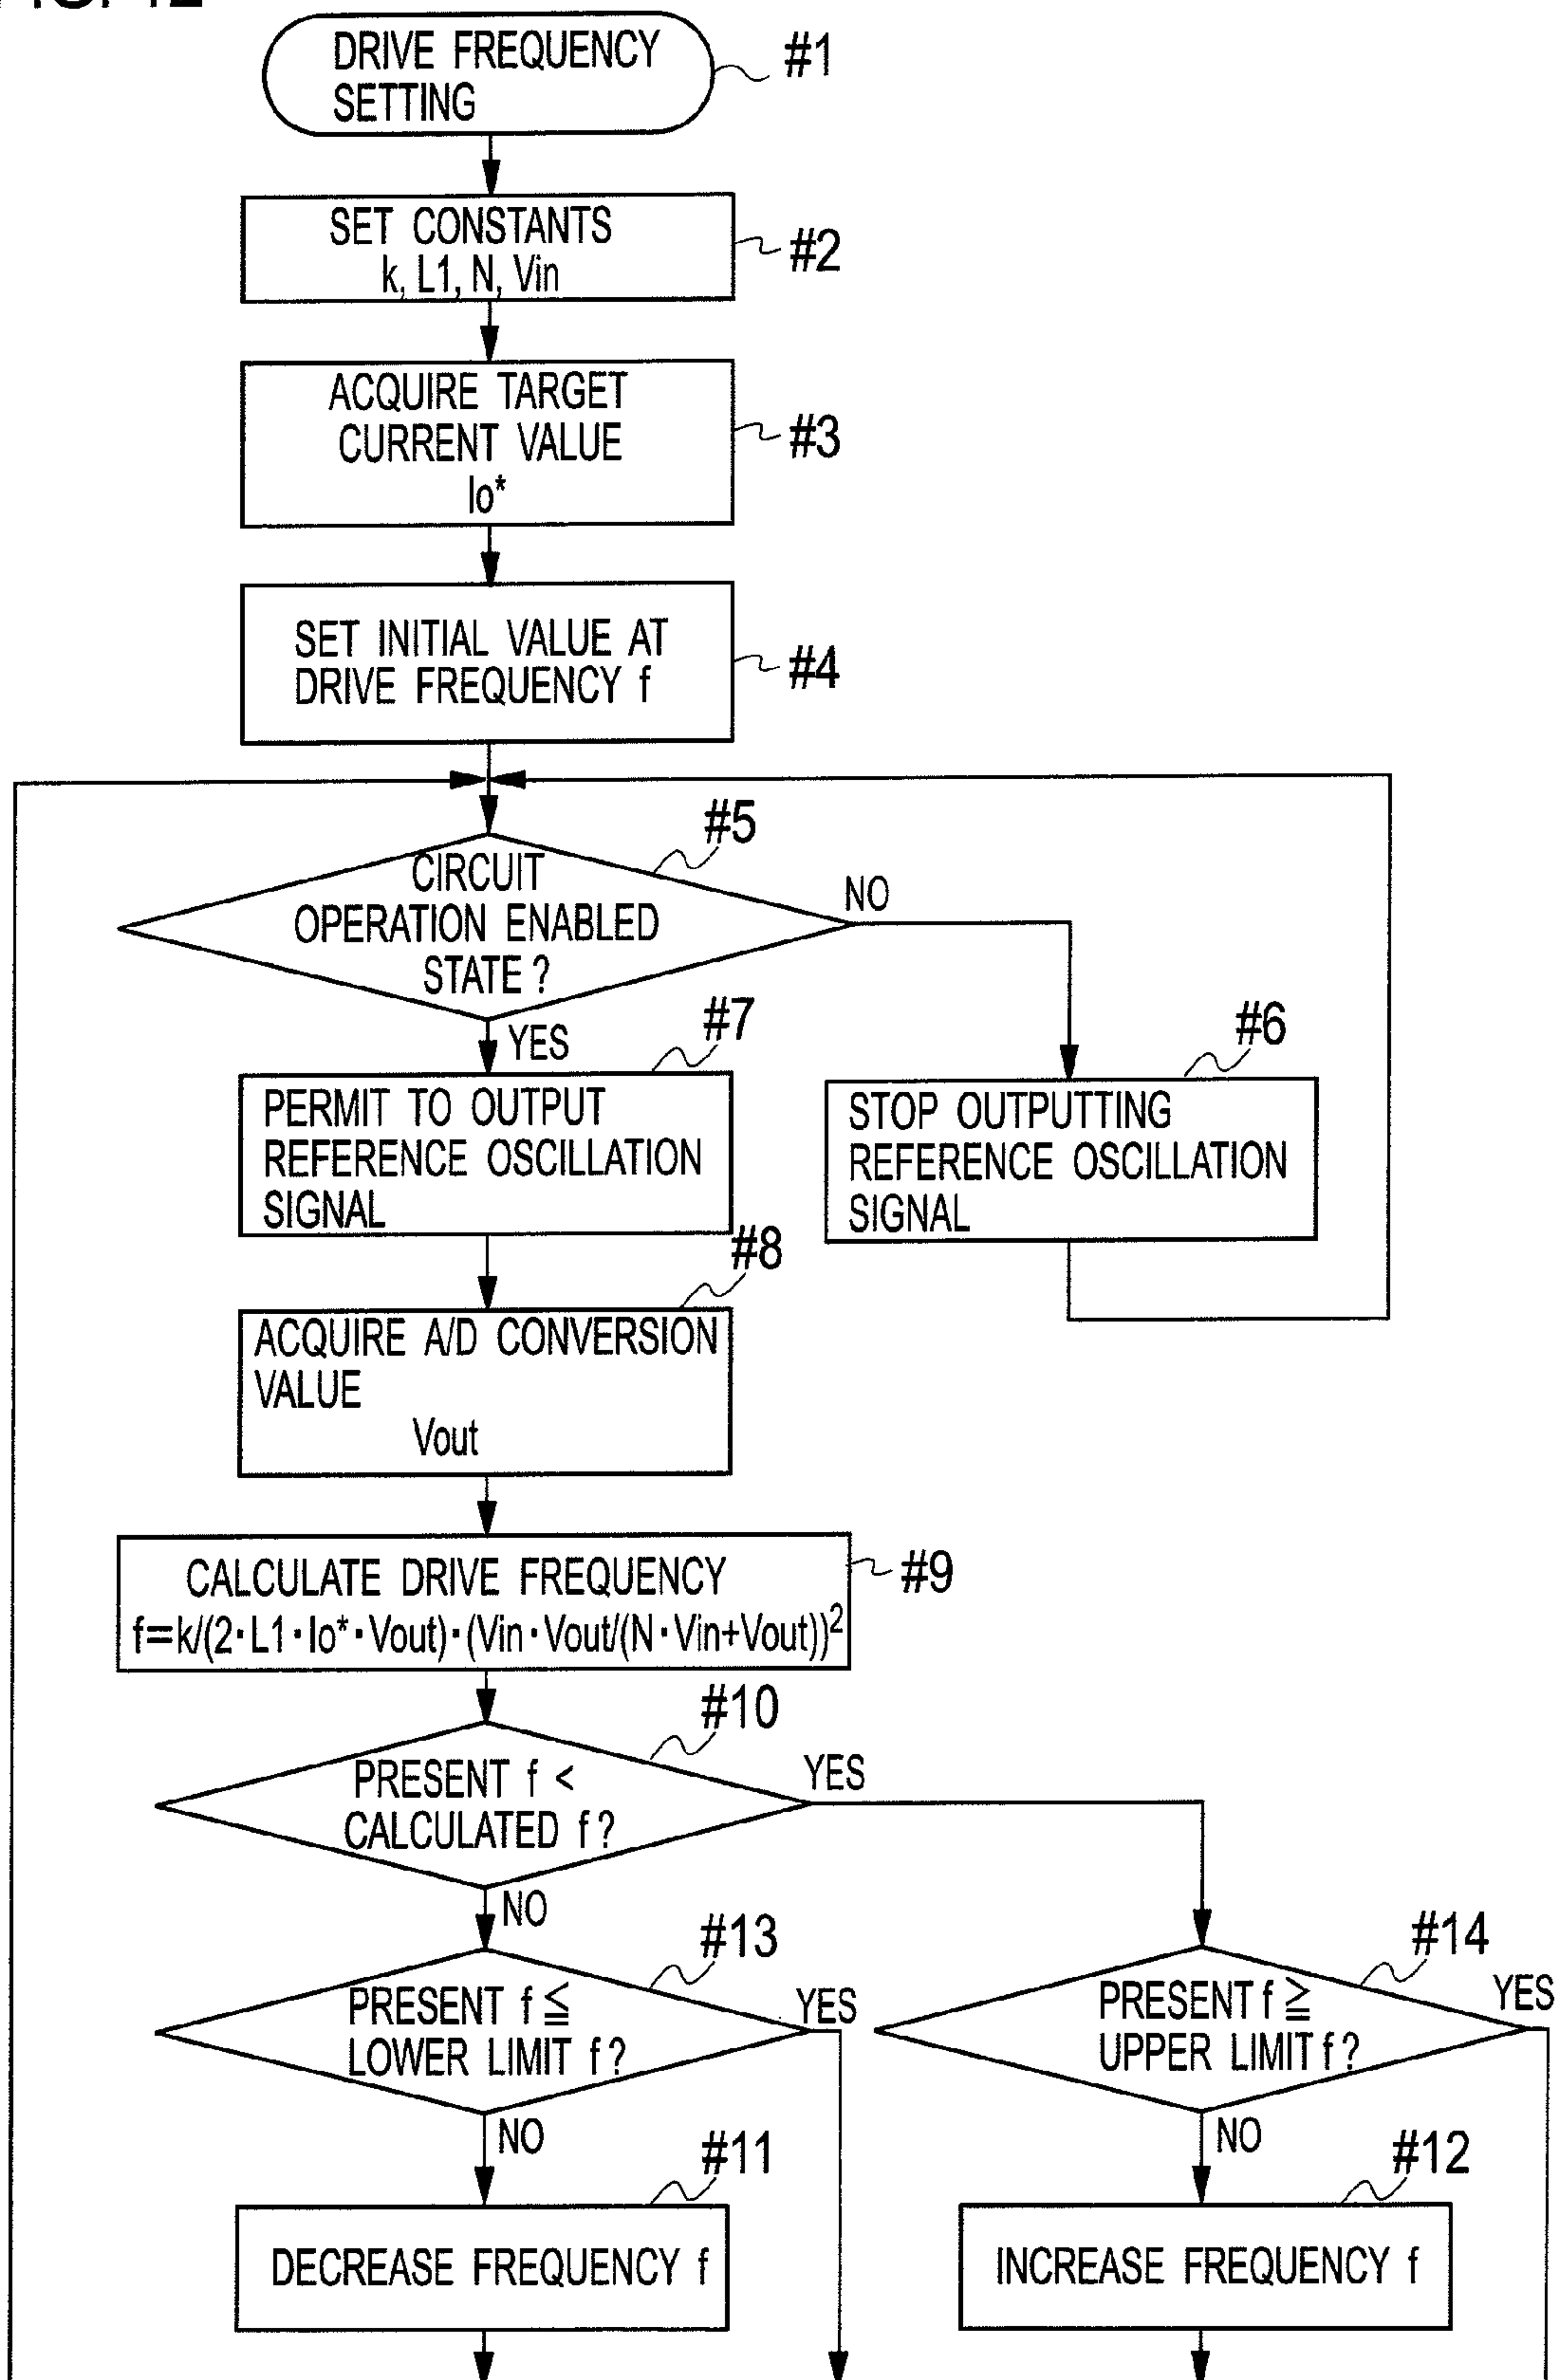 DRIVE FREQUENCY
SETTING
#1
SET CONSTANTS
k, L1, N, Vin
#2
ACQUIRE TARGET
CURRENT VALUE
Io*
#3
SET INITIAL VALUE AT
DRIVE FREQUENCY f
#4
#5
CIRCUIT
OPERATION ENABLED
STATE ?
NO
YES
#7
PERMIT TO OUTPUT
REFERENCE OSCILLATION
SIGNAL
#6
STOP OUTPUTTING
REFERENCE OSCILLATION
SIGNAL
#8
ACQUIRE A/D CONVERSION
VALUE
Vout
CALCULATE DRIVE FREQUENCY
f=k/(2·L1·Io*·Vout)·(Vin·Vout/(N·Vin+Vout))²
#9
#10
PRESENT f <
CALCULATED f ?
YES
NO
#13
PRESENT f ≦
LOWER LIMIT f ?
YES
NO
#14
PRESENT f ≧
UPPER LIMIT f ?
YES
NO
#11
DECREASE FREQUENCY f
#12
INCREASE FREQUENCY f